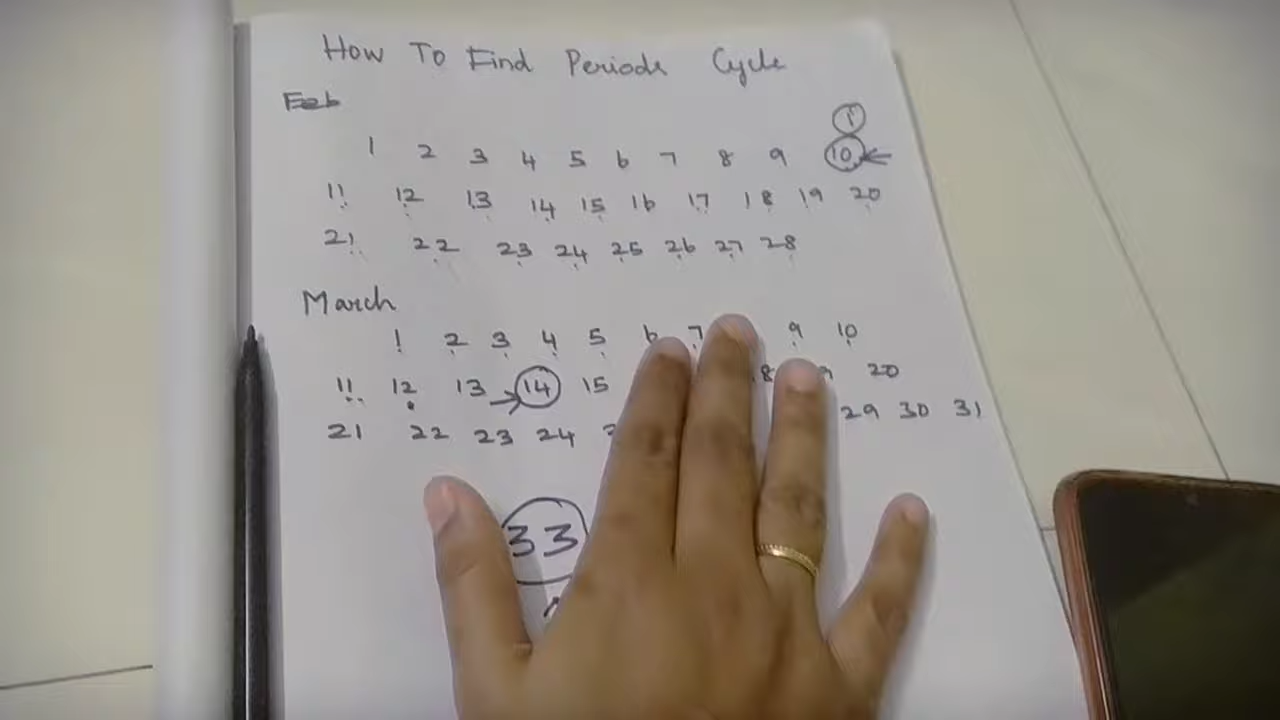 How To Find Periods Cycle
Feb
1
1 2 3 4 5 6 7 8 9 10
11 12 13 14 15 16 17 18 19 20
21 22 23 24 25 26 27 28
March
1 2 3 4 5 6 7 9 10
11 12 13 14 15 20
21 22 23 24 29 30 31
33